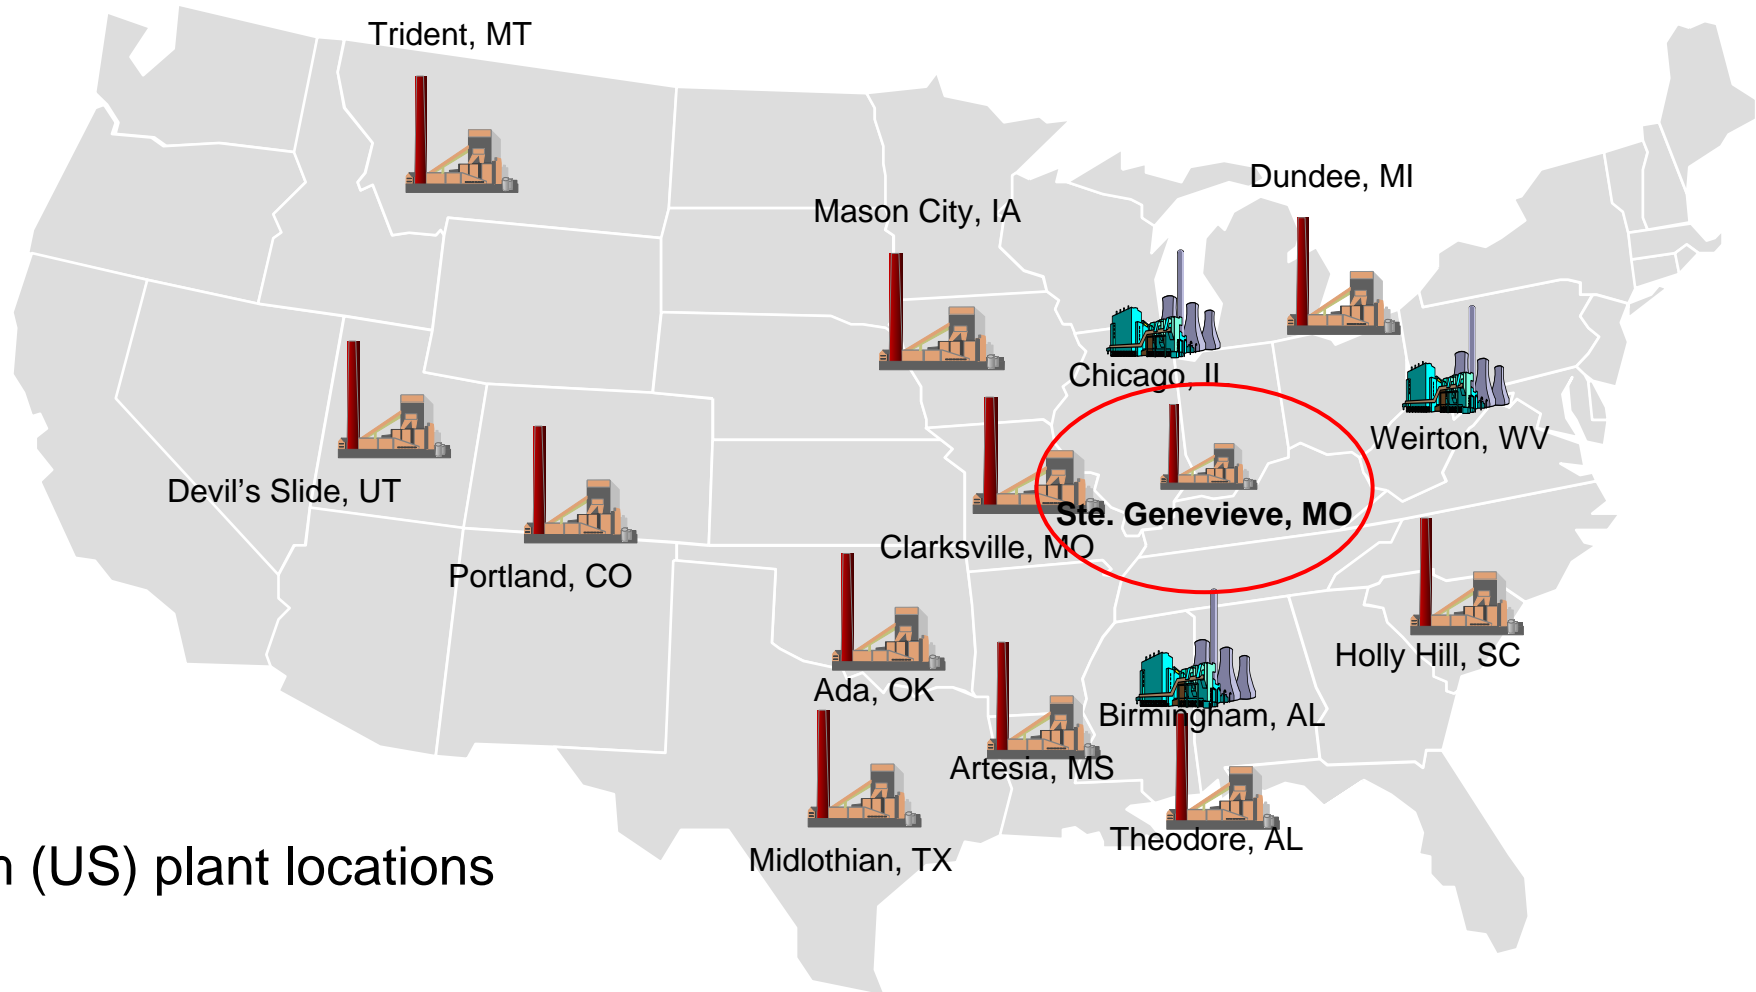 Trident, MT
Dundee, MI
Mason City, IA
Chicago, Il
Weirton, WV
Devil’s Slide, UT
Ste. Genevieve, MO
Clarksville, MO
Portland, CO
Holly Hill, SC
Ada, OK
Birmingham, AL
Artesia, MS
Theodore, AL
Midlothian, TX
(US) plant locations